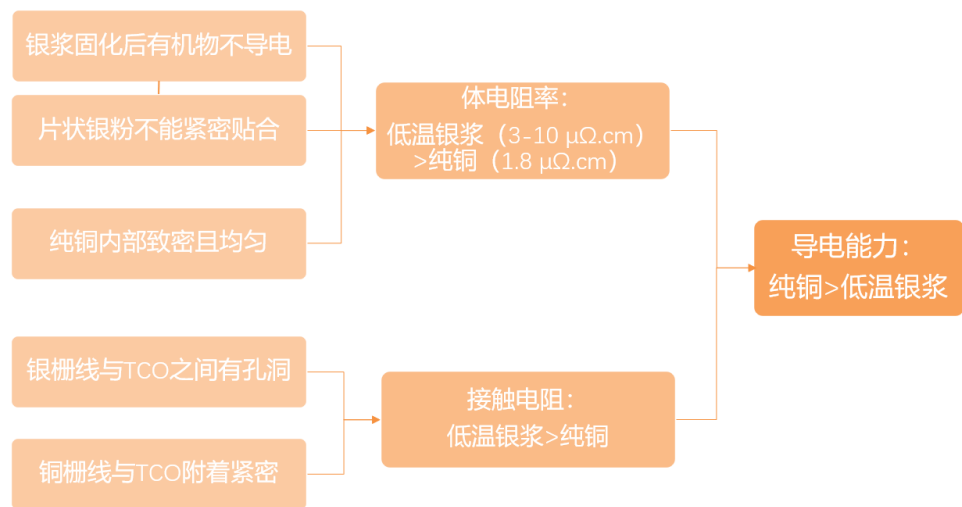 银浆固化后有机物不导电
片状银粉不能紧密贴合
纯铜内部致密且均匀
体电阻率：
低温银浆（3-10 μΩ.cm）
>纯铜（1.8 μΩ.cm）
银栅线与TCO之间有孔洞
铜栅线与TCO附着紧密
接触电阻：
低温银浆>纯铜
导电能力：
纯铜>低温银浆